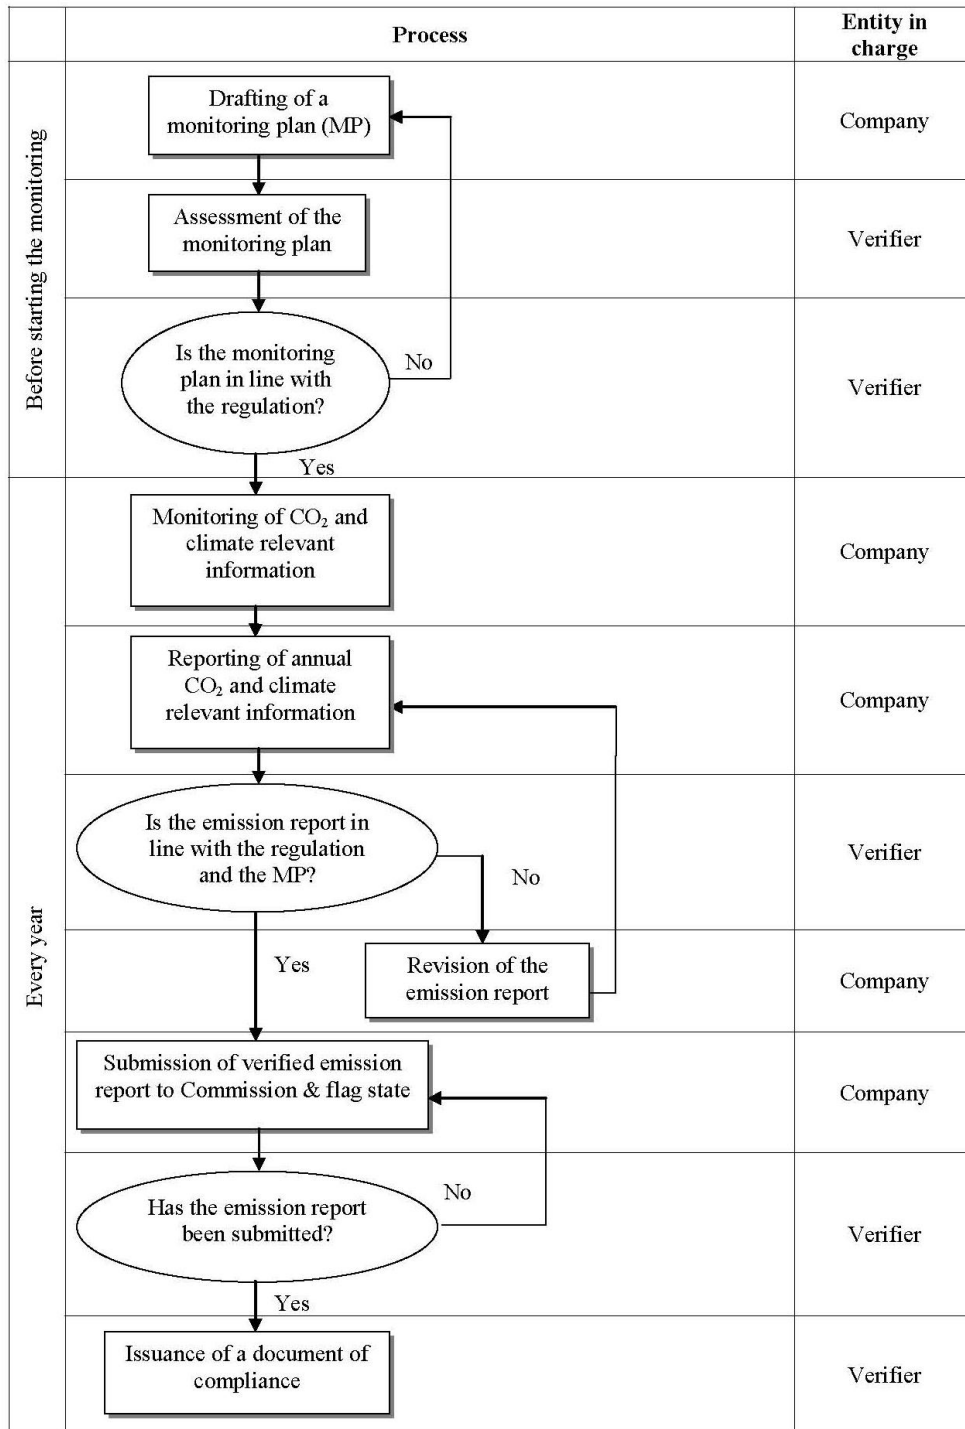 Process
Entity in
charge
Before starting the monitoring
Drafting of a
monitoring plan (MP)
Company
Assessment of the
monitoring plan
Verifier
Is the monitoring
plan in line with
the regulation?
No
Verifier
Yes
Every year
Monitoring of CO₂ and
climate relevant
information
Company
Reporting of annual
CO₂ and climate
relevant information
Company
Is the emission report in
line with the regulation
and the MP?
No
Verifier
Yes
Revision of the
emission report
Company
Submission of verified emission
report to Commission & flag state
Company
Has the emission report
been submitted?
No
Verifier
Yes
Issuance of a document of
compliance
Verifier